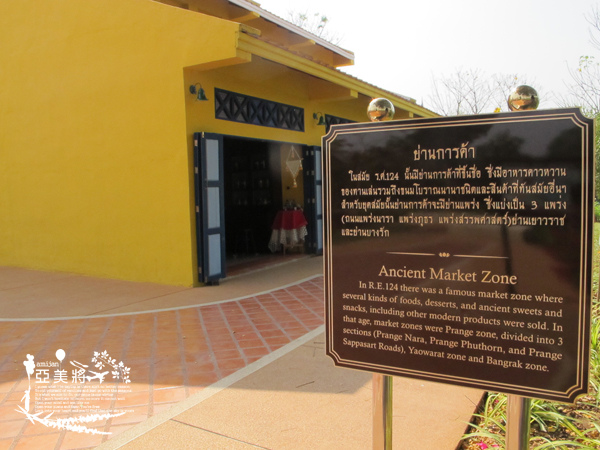 ย่านการค้า
ในสมัย ร.ศ.124 นั้นมีย่านการค้าที่ขึ้นชื่อ ซึ่งมีอาหารคาวหวาน
ของทานเล่นรวมถึงขนมโบราณนานาชนิดและสินค้าที่ทันสมัยอื่นๆ
สำหรับยุคสมัยนั้นย่านการค้าจะมีย่านแพร่ง ซึ่งแบ่งเป็น 3 แพร่ง
(ถนนแพร่งนารา แพร่งภูธร แพร่งสรรพศาสตร์)ย่านเยาวราช
และย่านบางรัก
Ancient Market Zone
In R.E.124 there was a famous market zone where
several kinds of foods, desserts, and ancient sweets and
snacks, including other modern products were sold. In
that age, market zones were Prange zone, divided into 3
sections (Prange Nara, Prange Phuthorn, and Prange
Sappasart Roads), Yaowarat zone and Bangrak zone.
amijan
亞美將